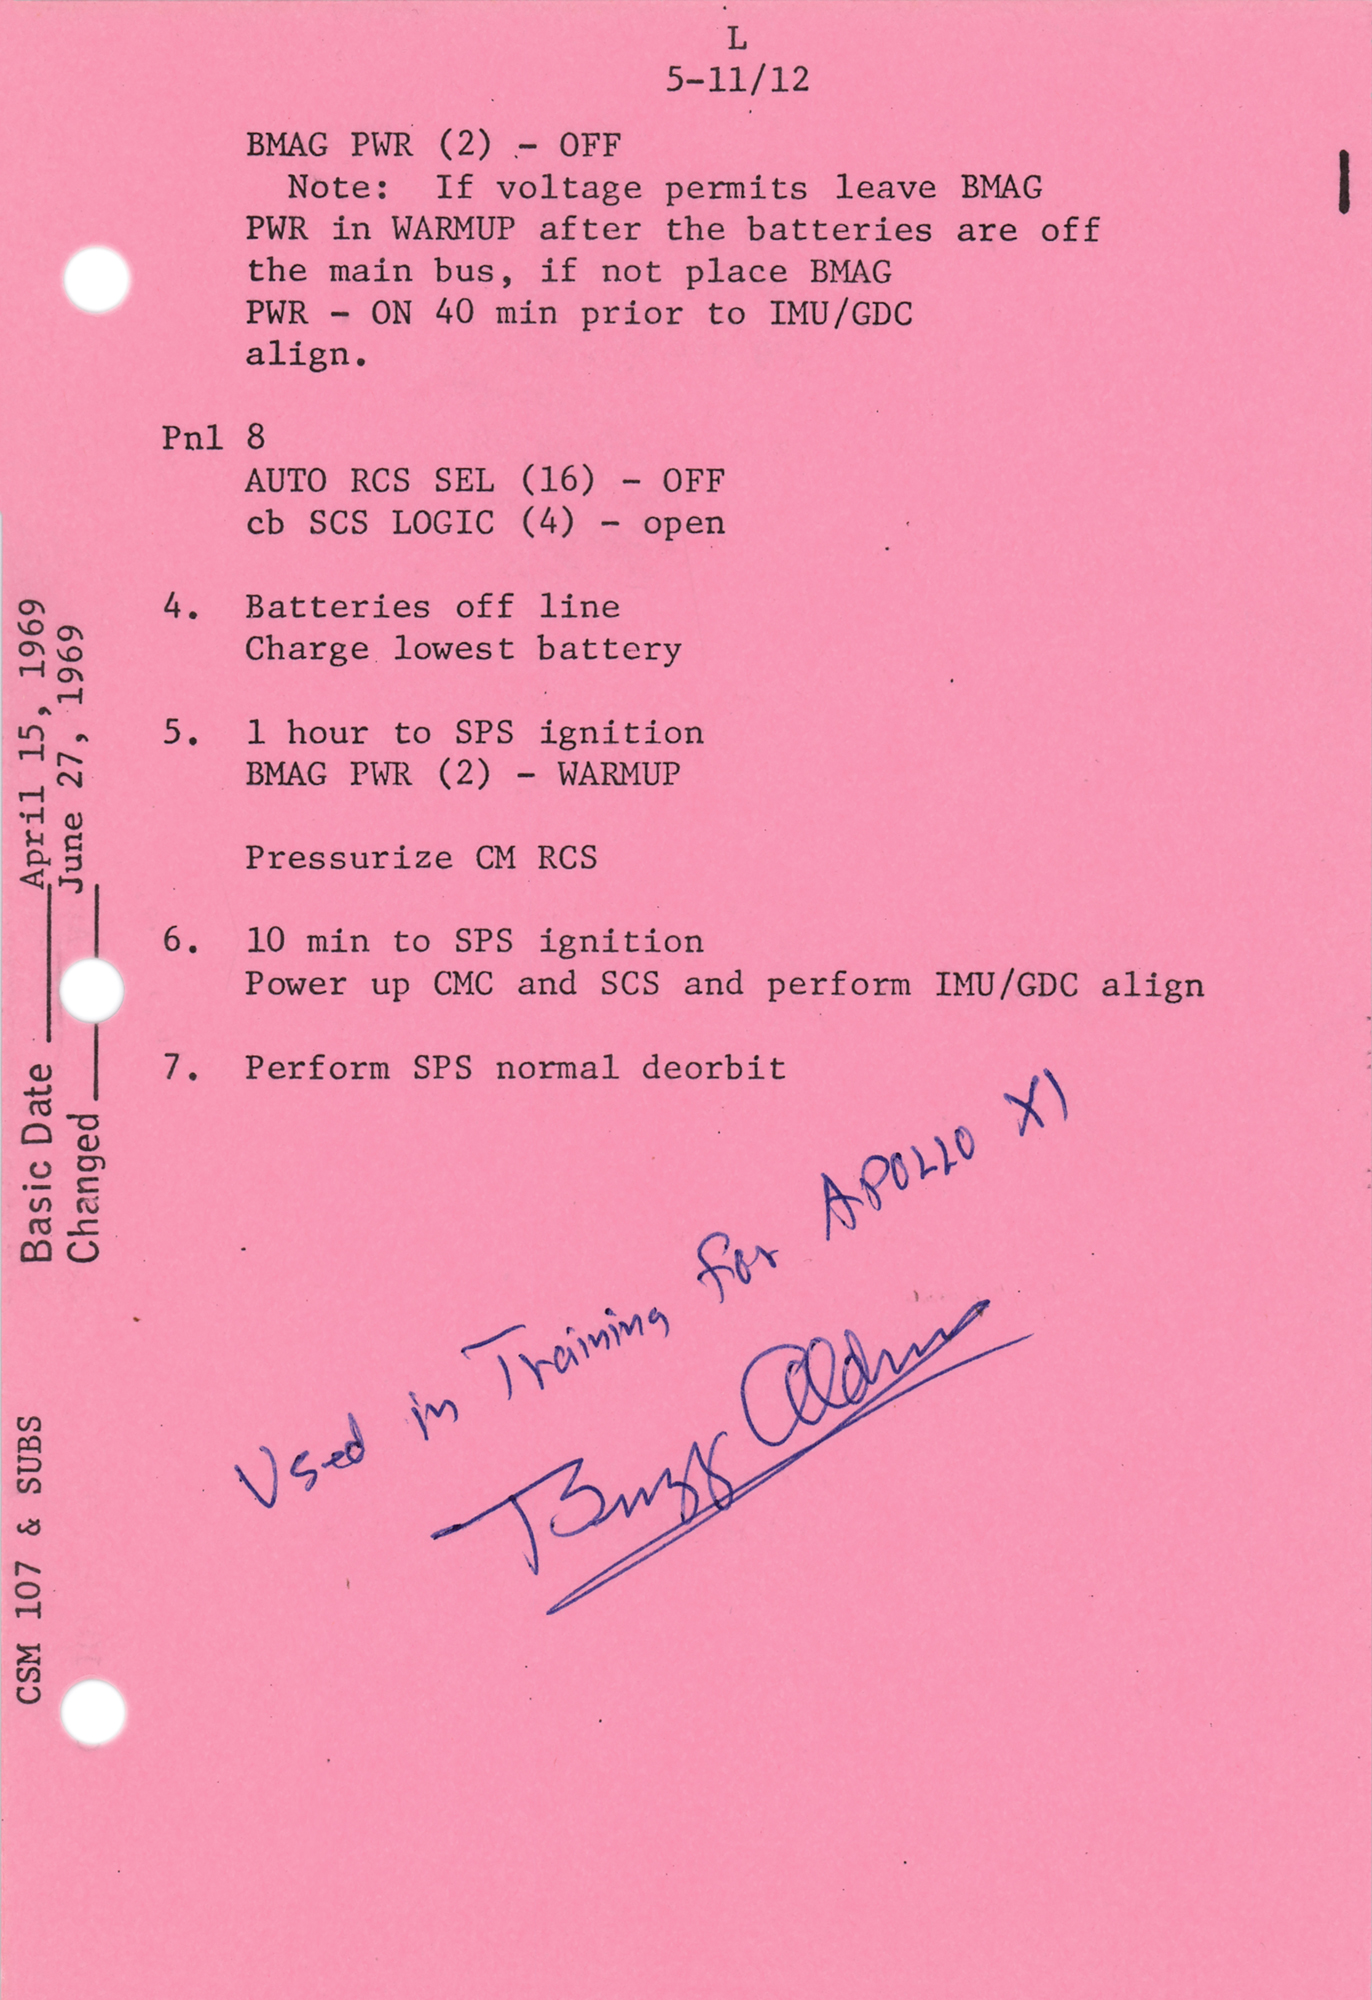 L
5-11/12
BMAG PWR (2) - OFF
Note: If voltage permits leave BMAG
PWR in WARMUP after the batteries are off
the main bus, if not place BMAG
PWR - ON 40 min prior to IMU/GDC
align.
Pnl 8
AUTO RCS SEL (16) - OFF
cb SCS LOGIC (4) - open
4. Batteries off line
Charge lowest battery
5. 1 hour to SPS ignition
BMAG PWR (2) - WARMUP
Pressurize CM RCS
6. 10 min to SPS ignition
Power up CMC and SCS and perform IMU/GDC align
7. Perform SPS normal deorbit
Used in Training for APOLLO XI
Buzz Aldrin
Basic Date April 15, 1969
Changed June 27, 1969
CSM 107 & SUBS